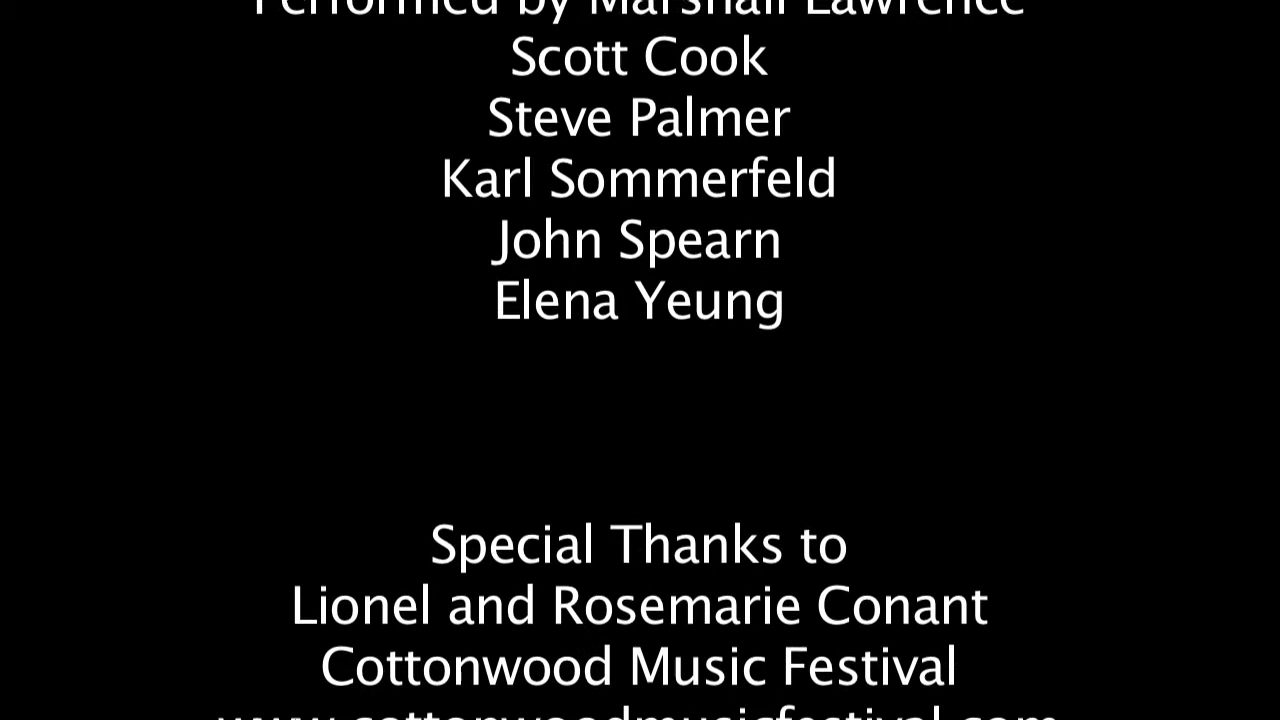 Performed by Marshall Lawrence
Scott Cook
Steve Palmer
Karl Sommerfeld
John Spearn
Elena Yeung
Special Thanks to
Lionel and Rosemarie Conant
Cottonwood Music Festival
www.cottonwoodmusicfestival.com